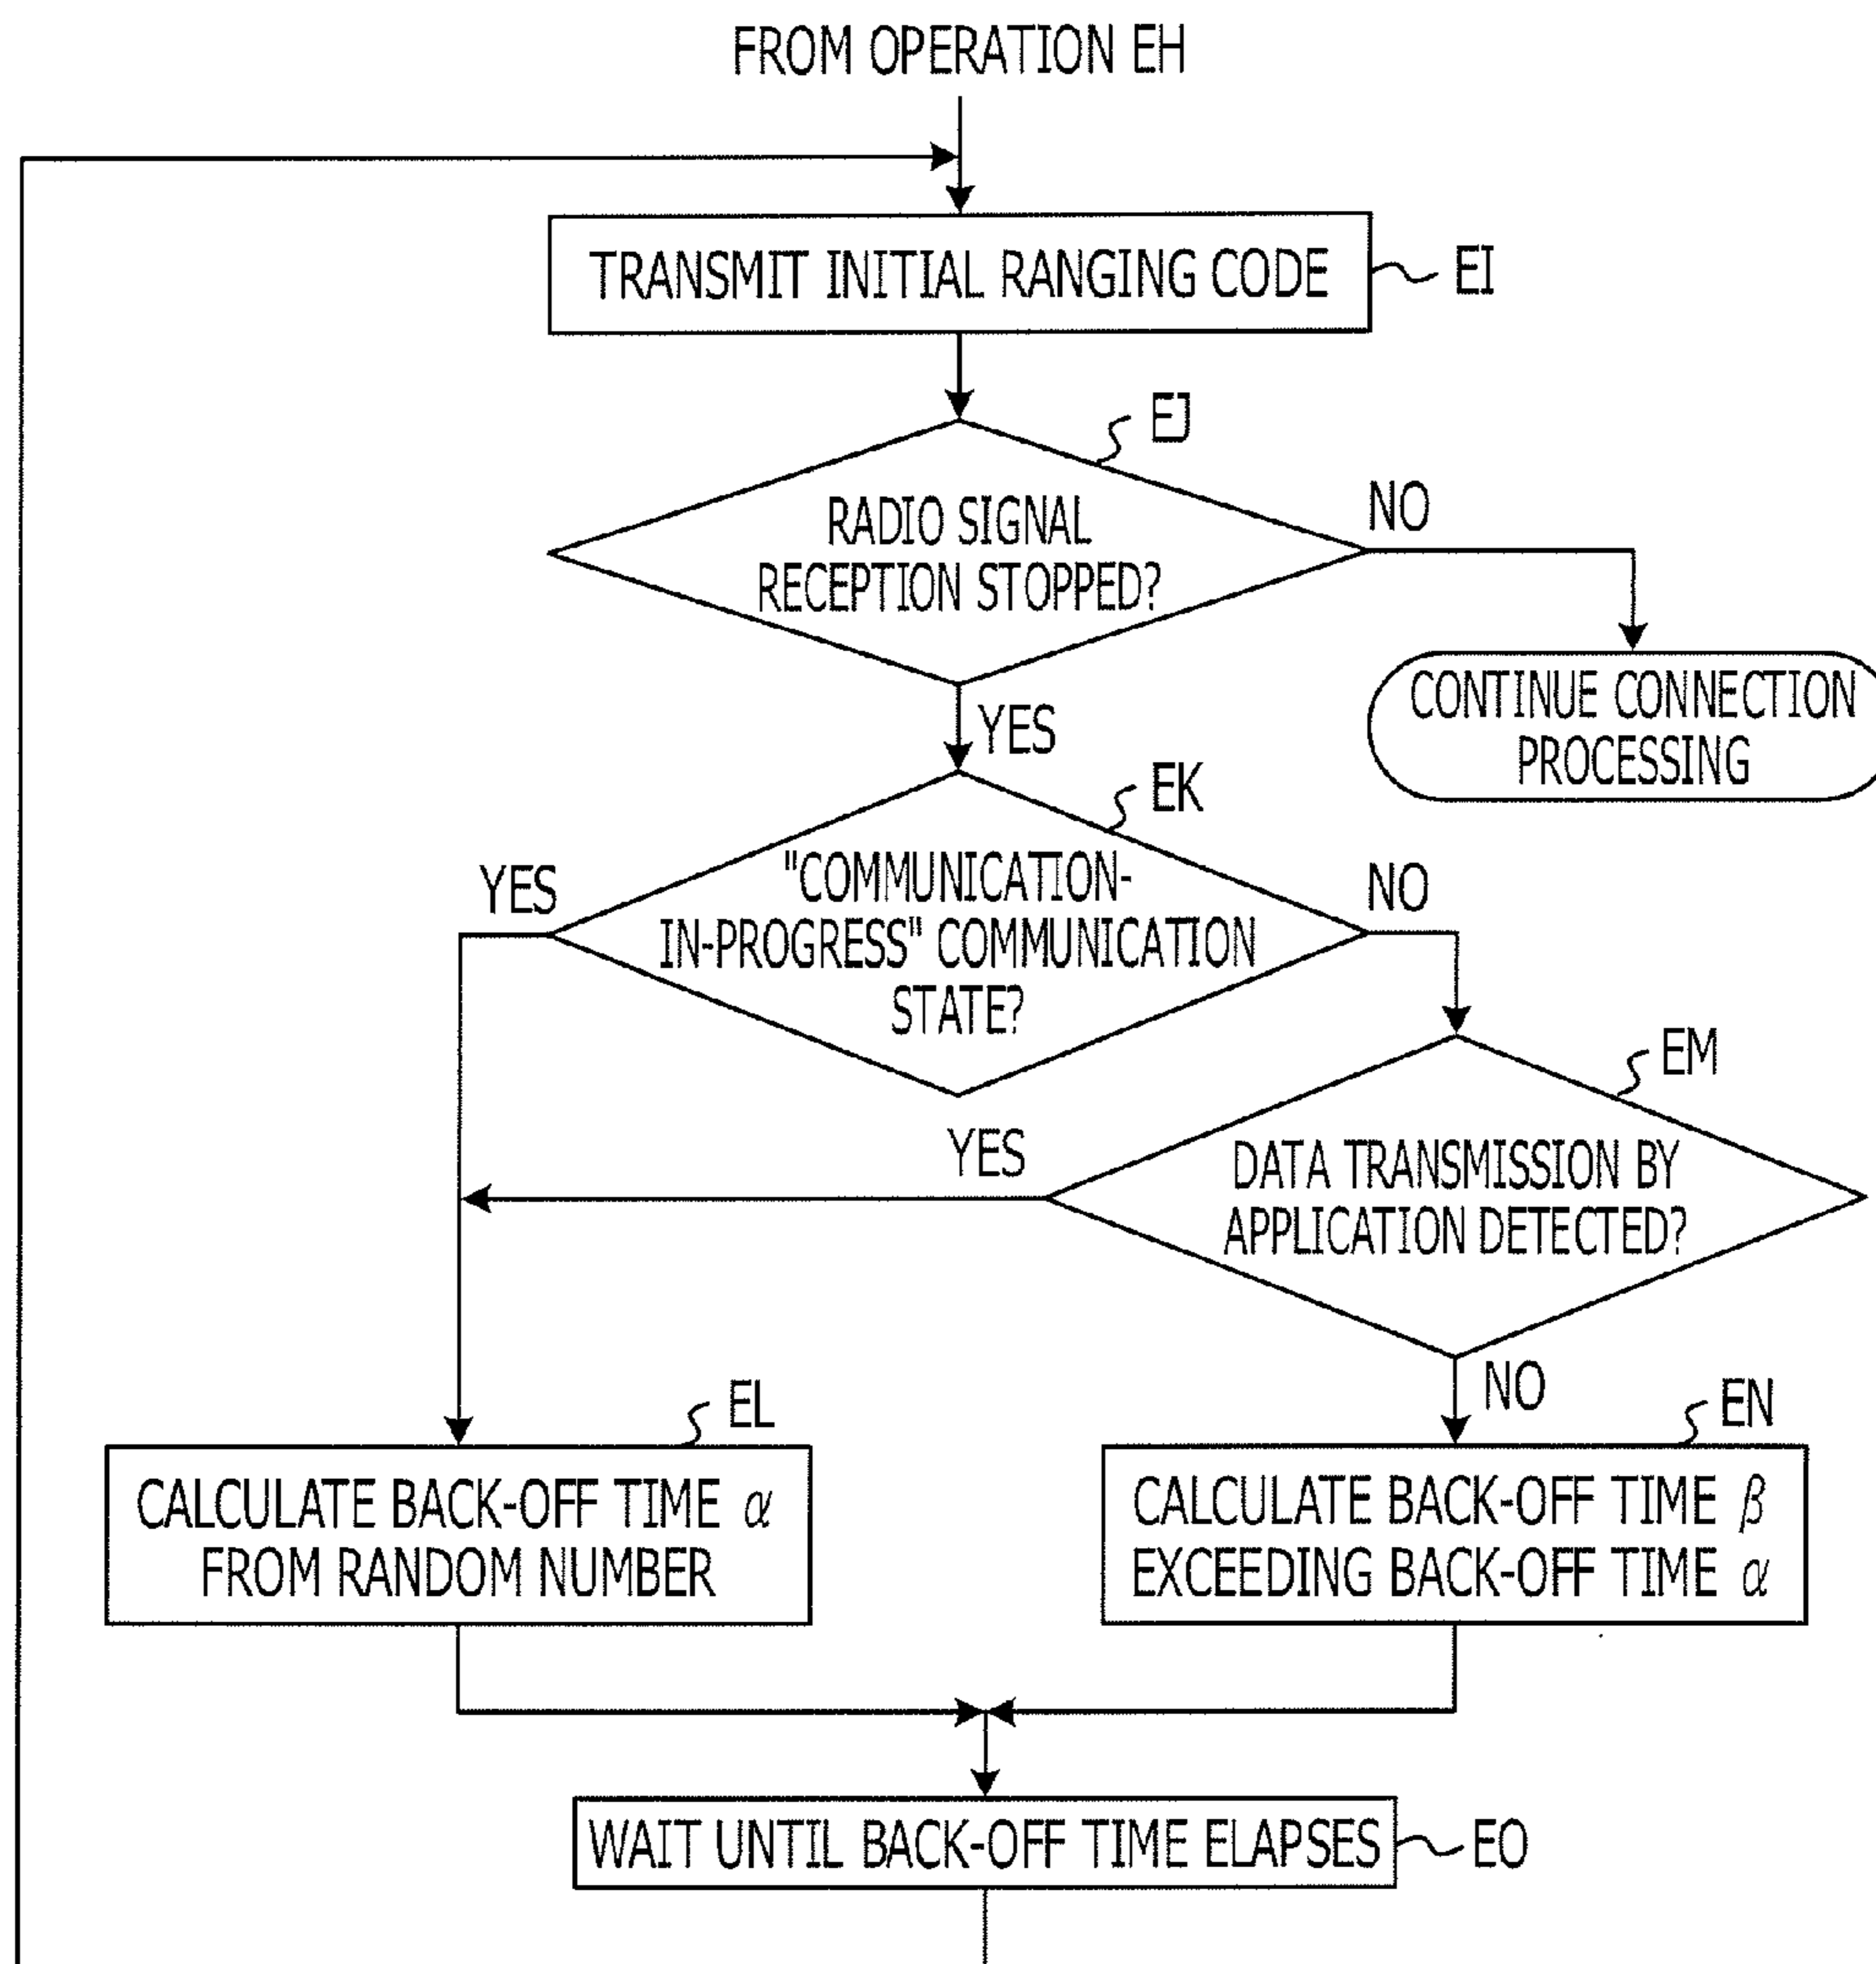 FROM OPERATION EH
TRANSMIT INITIAL RANGING CODE
EI
EJ
RADIO SIGNAL
RECEPTION STOPPED?
NO
CONTINUE CONNECTION
PROCESSING
YES
EK
"COMMUNICATION-
IN-PROGRESS" COMMUNICATION
STATE?
YES
NO
EM
DATA TRANSMISSION BY
APPLICATION DETECTED?
YES
NO
EL
CALCULATE BACK-OFF TIME α
FROM RANDOM NUMBER
EN
CALCULATE BACK-OFF TIME β
EXCEEDING BACK-OFF TIME α
WAIT UNTIL BACK-OFF TIME ELAPSES
EO